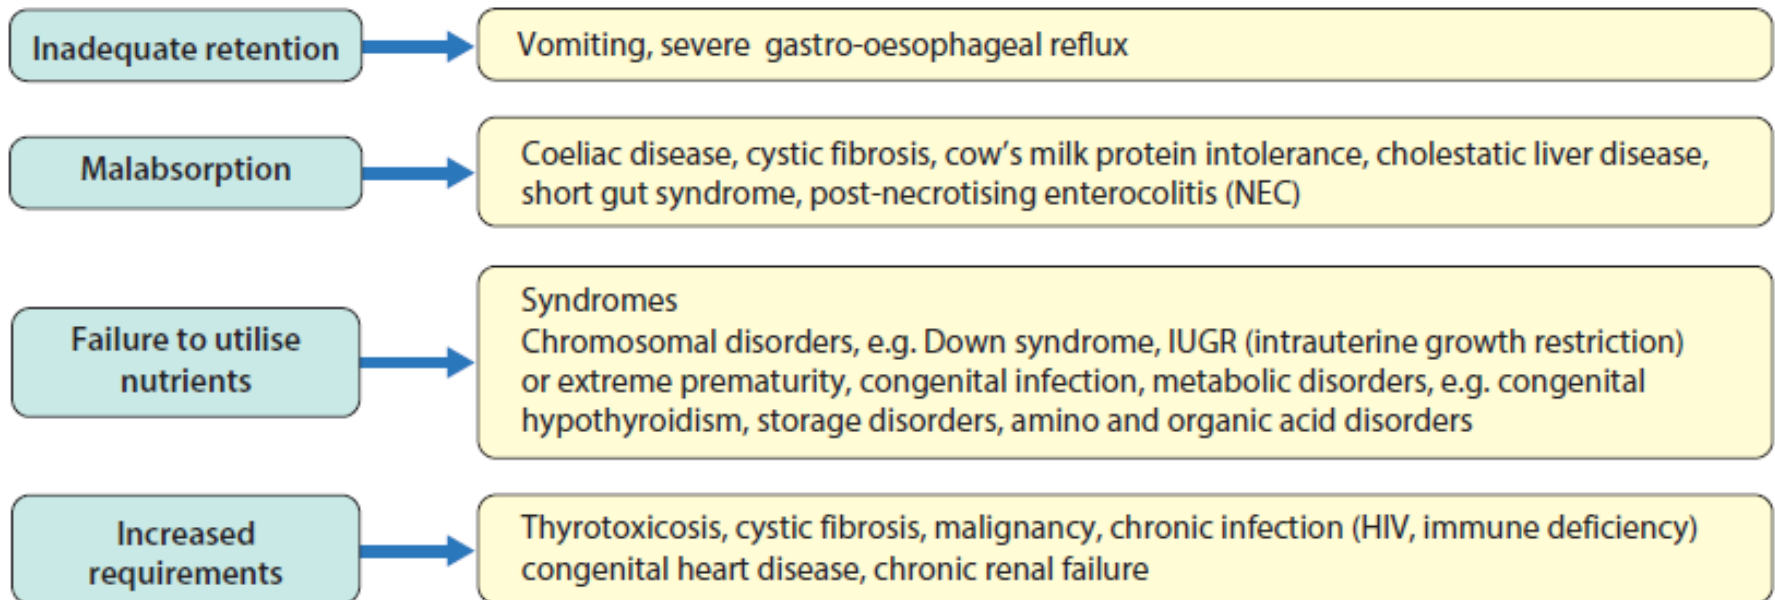 Inadequate retention
Vomiting, severe gastro-oesophageal reflux
Malabsorption
Coeliac disease, cystic fibrosis, cow's milk protein intolerance, cholestatic liver disease,
short gut syndrome, post-necrotising enterocolitis (NEC)
Failure to utilise
nutrients
Syndromes
Chromosomal disorders, e.g. Down syndrome, IUGR (intrauterine growth restriction)
or extreme prematurity, congenital infection, metabolic disorders, e.g. congenital
hypothyroidism, storage disorders, amino and organic acid disorders
Increased
requirements
Thyrotoxicosis, cystic fibrosis, malignancy, chronic infection (HIV, immune deficiency)
congenital heart disease, chronic renal failure